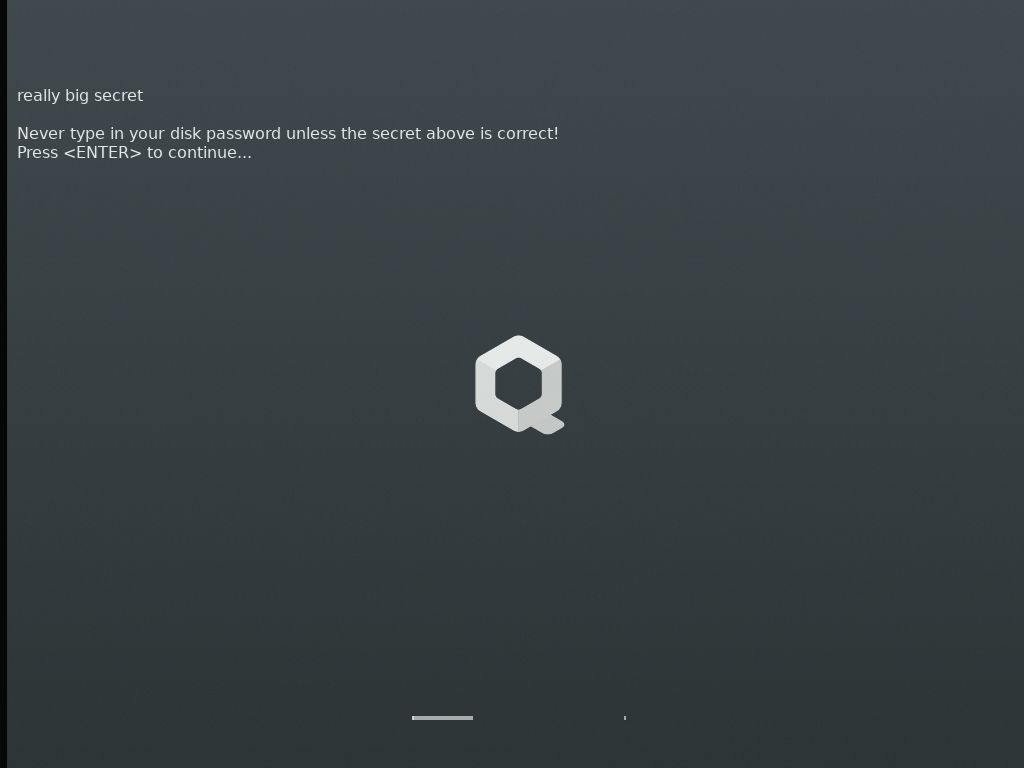 really big secret
Never type in your disk password unless the secret above is correct!
Press <ENTER> to continue...